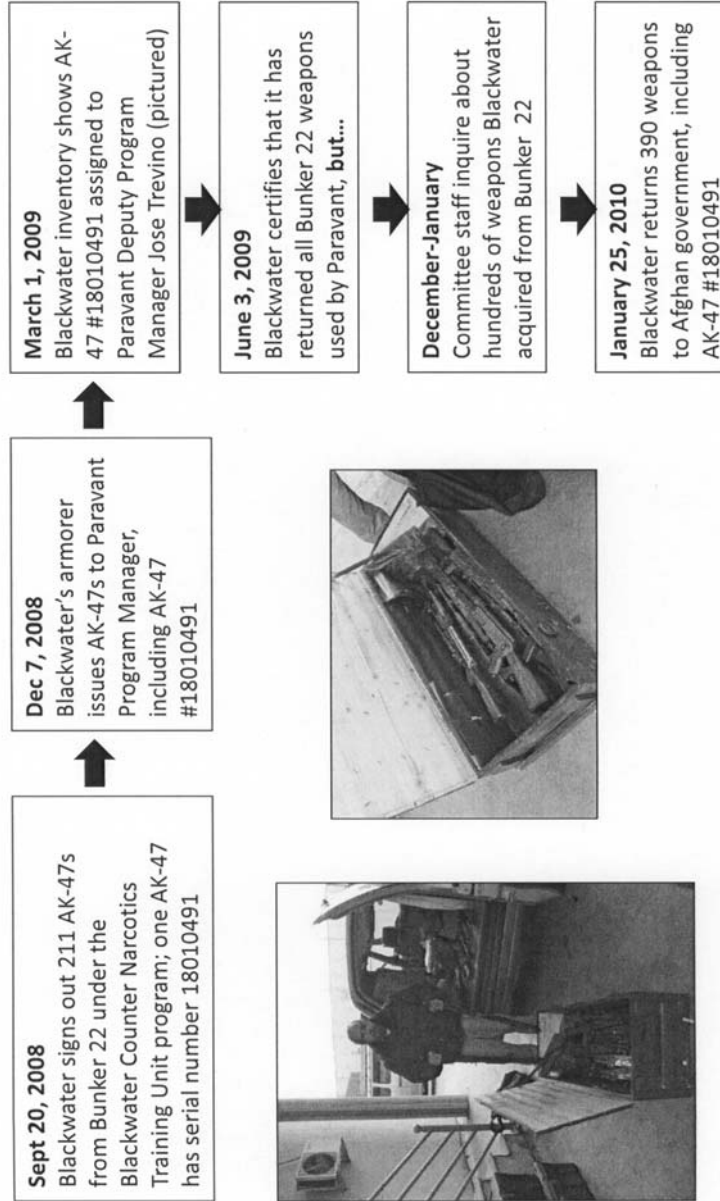 Sept 20, 2008
Blackwater signs out 211 AK-47s
from Bunker 22 under the
Blackwater Counter Narcotics
Training Unit program; one AK-47
has serial number 18010491
Dec 7, 2008
Blackwater's armorer
issues AK-47s to Paravant
Program Manager,
including AK-47
#18010491
March 1, 2009
Blackwater inventory shows AK-
47 #18010491 assigned to
Paravant Deputy Program
Manager Jose Trevino (pictured)
June 3, 2009
Blackwater certifies that it has
returned all Bunker 22 weapons
used by Paravant, but...
December-January
Committee staff inquire about
hundreds of weapons Blackwater
acquired from Bunker 22
January 25, 2010
Blackwater returns 390 weapons
to Afghan government, including
AK-47 #18010491